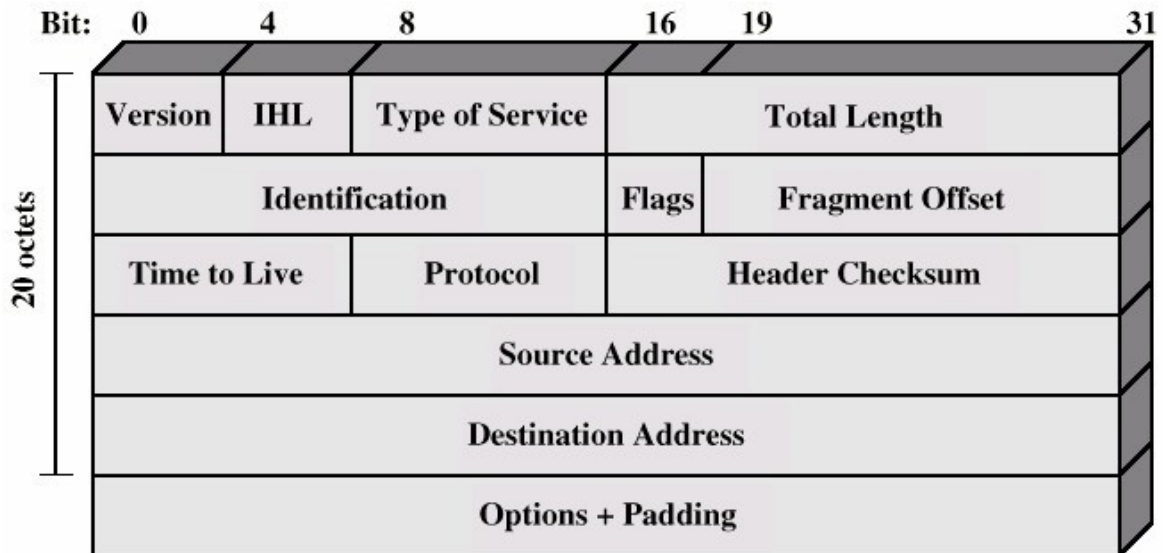 Bit: 0 4 8 16 19 31
Version IHL Type of Service Total Length
Identification Flags Fragment Offset
20 octets
Time to Live Protocol Header Checksum
Source Address
Destination Address
Options + Padding